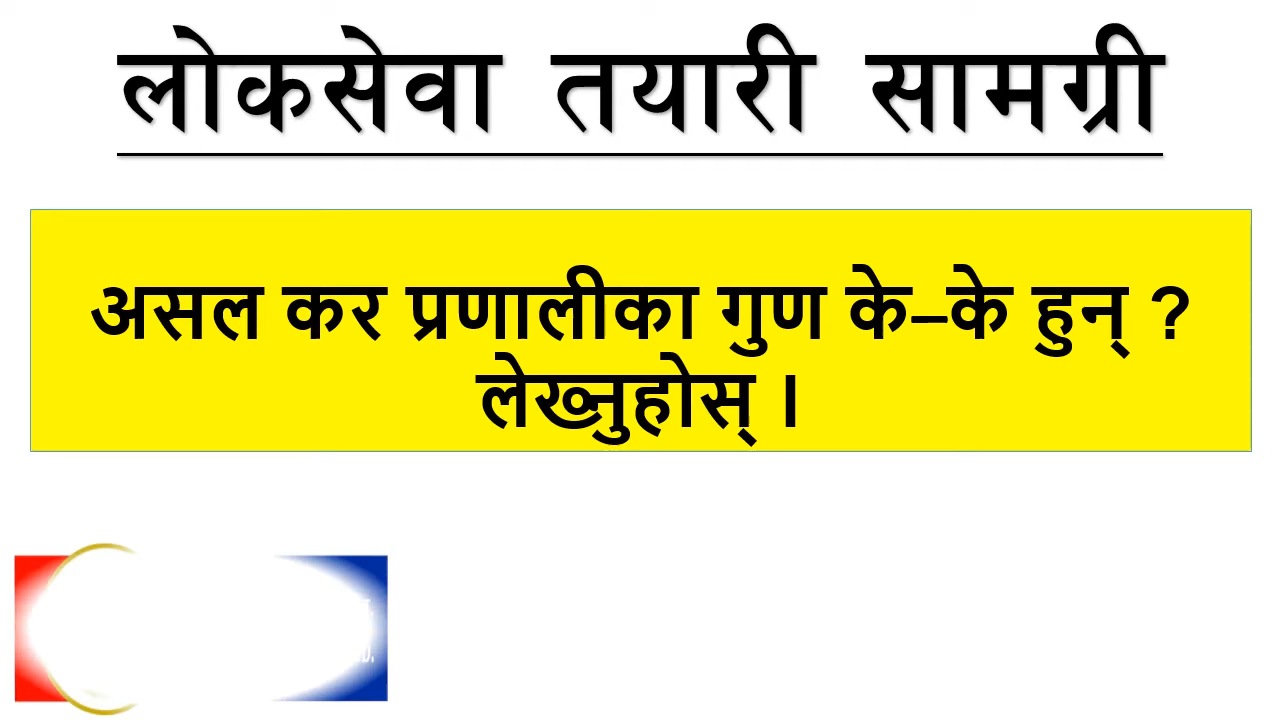 लोकसेवा तयारी सामग्री
असल कर प्रणालीका गुण के–के हुन् ?
लेख्नुहोस् ।